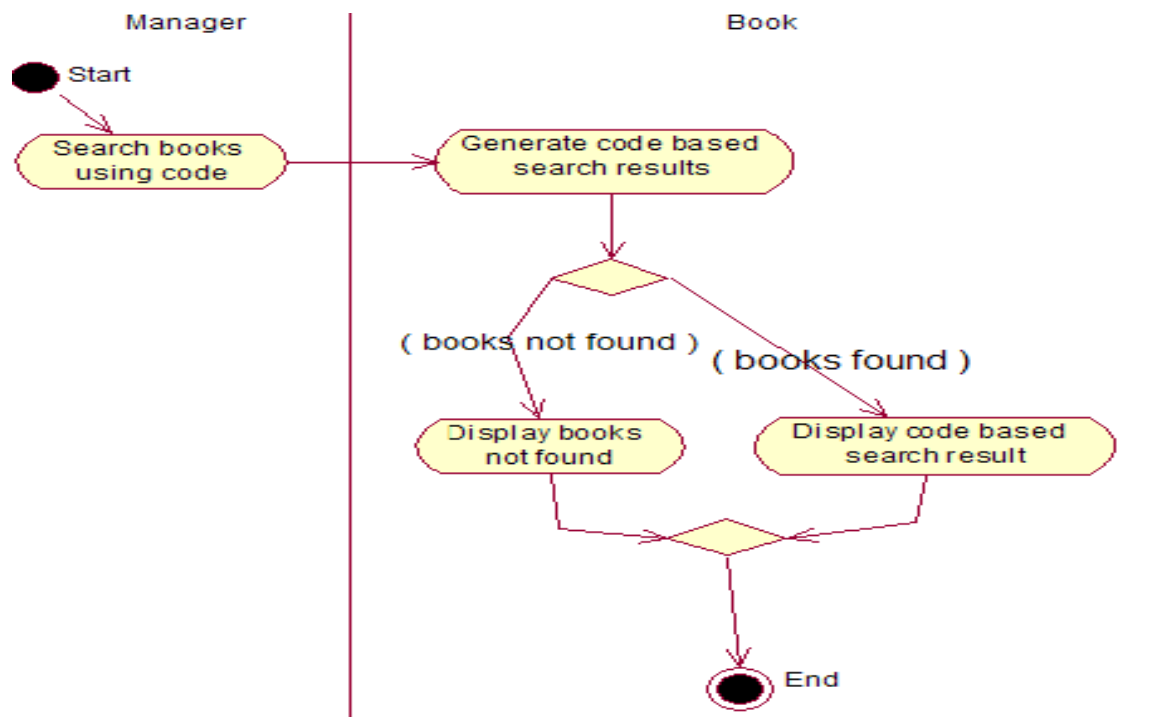 Manager
Book
Start
Search books
using code
Generate code based
search results
( books not found )
( books found )
Display books
not found
Display code based
search result
End